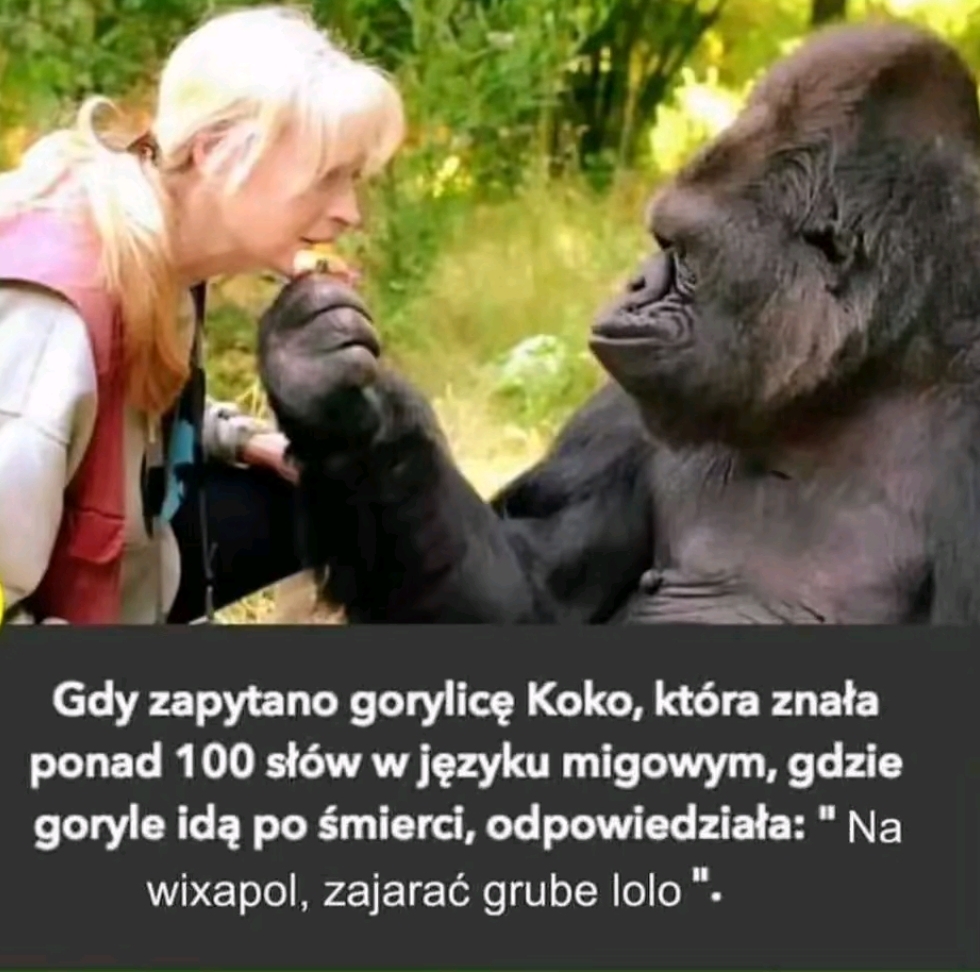 Gdy zapytano gorylicę Koko, która znała
ponad 100 słów w języku migowym, gdzie
goryle idą po śmierci, odpowiedziała: " Na
wixapol, zajarać grube lolo ".